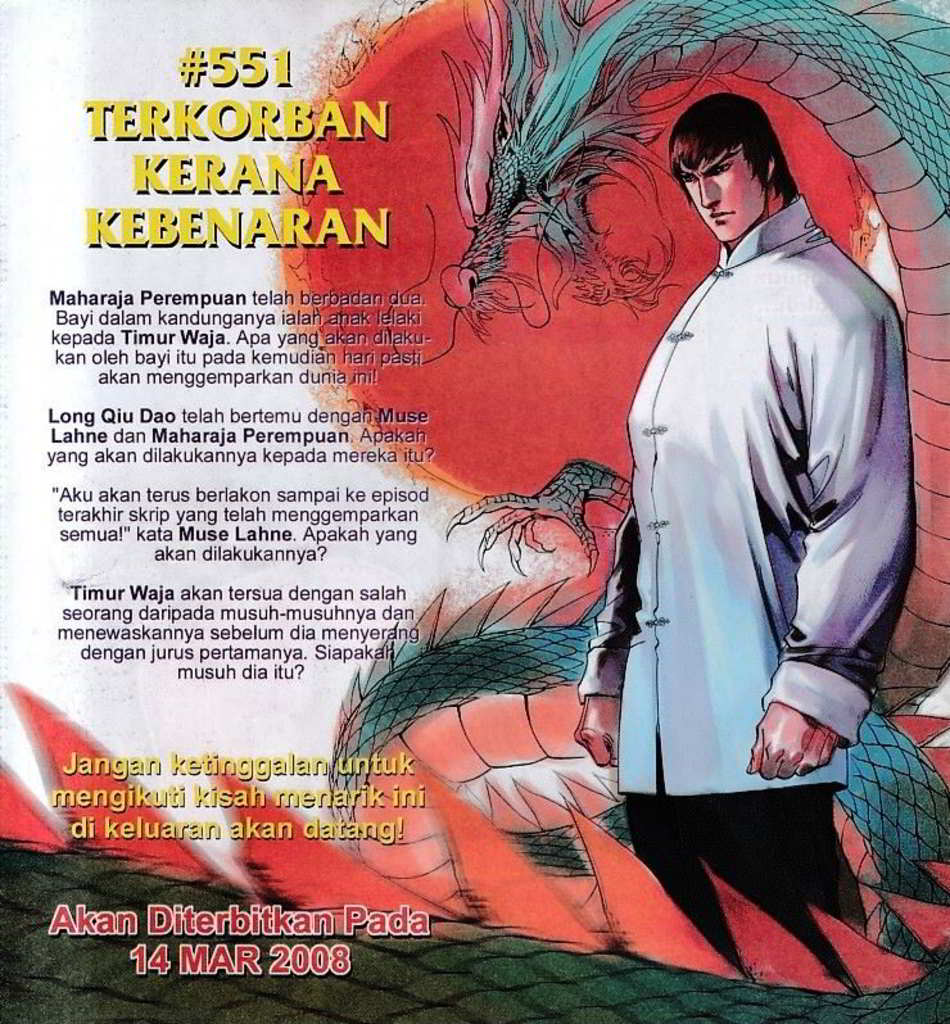 #551
TERKORBAN
KERANA
KEBENARAN
Maharaja Perempuan telah berbadan dua.
Bayi dalam kandunganya ialah anak lelaki
kepada Timur Waja. Apa yang akan dilaku-
kan oleh bayi itu pada kemudian hari pasti
akan menggemparkan dunia ini!
Long Qiu Dao telah bertemu dengan Muse
Lahne dan Maharaja Perempuan. Apakah
yang akan dilakukannya kepada mereka itu?
"Aku akan terus berlakon sampai ke episod
terakhir skrip yang telah menggemparkan
semua!" kata Muse Lahne. Apakah yang
akan dilakukannya?
Timur Waja akan tersua dengan salah
seorang daripada musuh-musuhnya dan
menewaskannya sebelum dia menyerang
dengan jurus pertamanya. Siapakah
musuh dia itu?
Jangan ketinggalan untuk
mengikuti kisah menarik ini
di keluaran akan datang!
Akan Diterbitkan Pada
14 MAR 2008